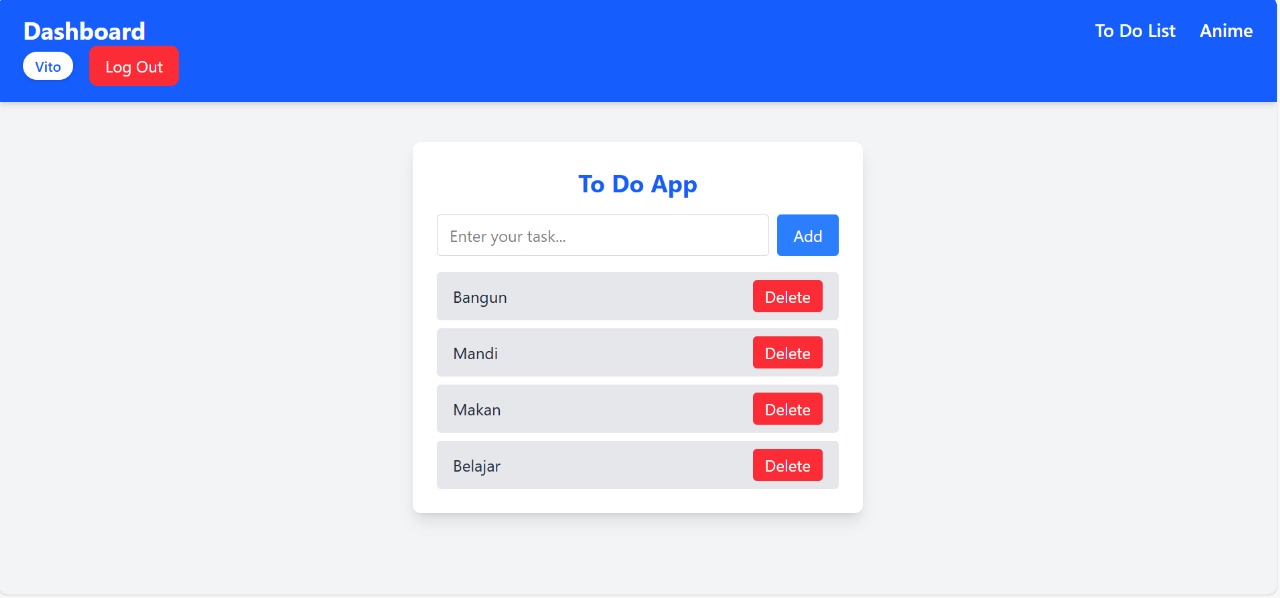 Dashboard
To Do List Anime
Vito Log Out
To Do App
Enter your task... Add
Bangun Delete
Mandi Delete
Makan Delete
Belajar Delete